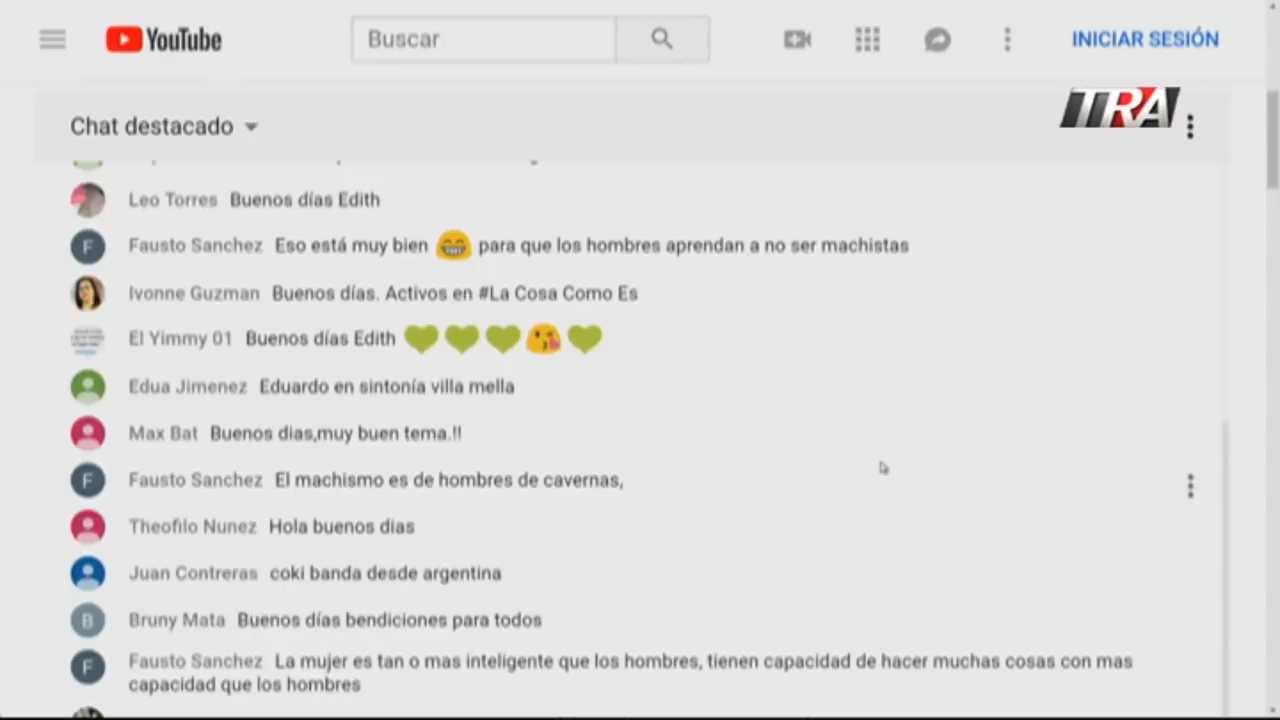 YouTube
Buscar
INICIAR SESIÓN
TRA
Chat destacado
Leo Torres Buenos días Edith
F Fausto Sanchez Eso está muy bien 😁 para que los hombres aprendan a no ser machistas
Ivonne Guzman Buenos días. Activos en #La Cosa Como Es
El Yimmy 01 Buenos días Edith 💚💚💚😘💚
Edua Jimenez Eduardo en sintonía villa mella
Max Bat Buenos dias,muy buen tema.!!
F Fausto Sanchez El machismo es de hombres de cavernas,
Theofilo Nunez Hola buenos dias
Juan Contreras coki banda desde argentina
B Bruny Mata Buenos días bendiciones para todos
F Fausto Sanchez La mujer es tan o mas inteligente que los hombres, tienen capacidad de hacer muchas cosas con mas
capacidad que los hombres